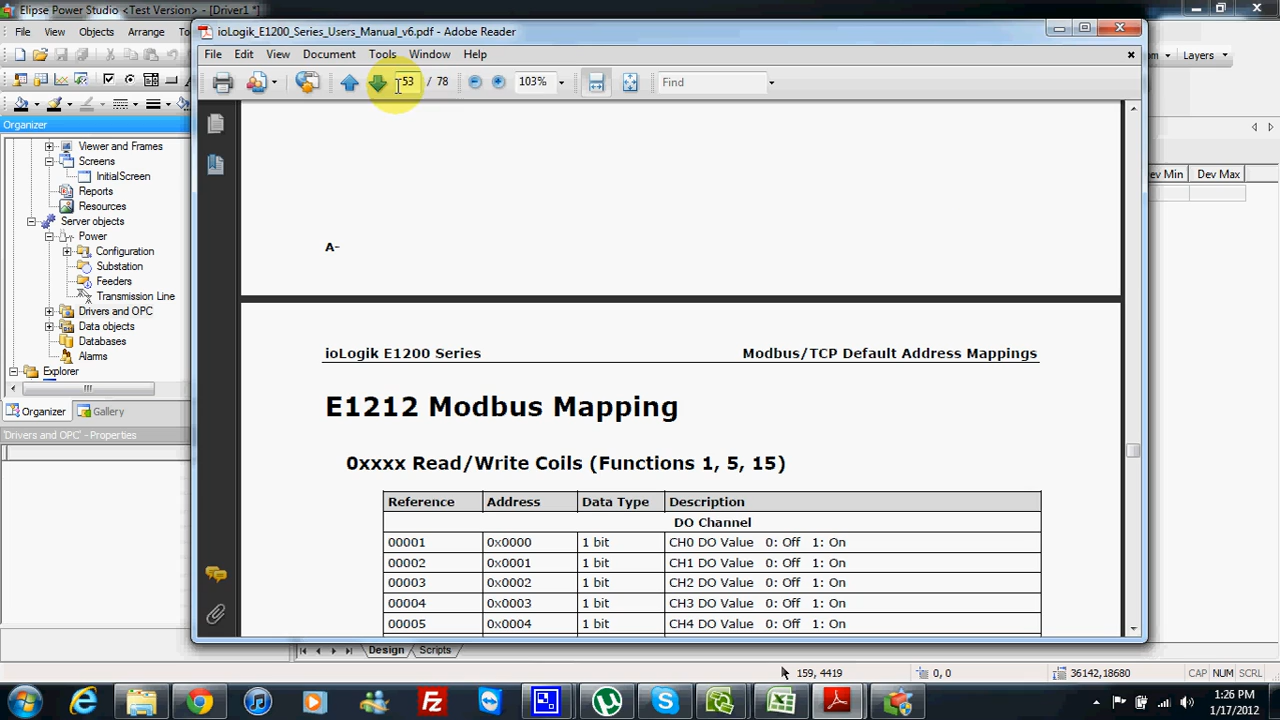 Elipse Power Studio <Test Version> - [Driver1 *]
File View Objects Arrange
Layers
ioLogik_E1200_Series_Users_Manual_v6.pdf - Adobe Reader
File Edit View Document Tools Window Help
53 / 78 103% Find
Organizer
Viewer and Frames
Screens
InitialScreen
Reports
Resources
Server objects
Power
Configuration
Substation
Feeders
Transmission Line
Drivers and OPC
Data objects
Databases
Alarms
Explorer
Organizer Gallery
'Drivers and OPC' - Properties
Dev Min Dev Max
A-
ioLogik E1200 Series Modbus/TCP Default Address Mappings
E1212 Modbus Mapping
0xxxx Read/Write Coils (Functions 1, 5, 15)
Reference Address Data Type Description
DO Channel
00001 0x0000 1 bit CH0 DO Value 0: Off 1: On
00002 0x0001 1 bit CH1 DO Value 0: Off 1: On
00003 0x0002 1 bit CH2 DO Value 0: Off 1: On
00004 0x0003 1 bit CH3 DO Value 0: Off 1: On
00005 0x0004 1 bit CH4 DO Value 0: Off 1: On
Design Scripts
159, 4419 0, 0 36142,18680 CAP NUM SCRL
1:26 PM
1/17/2012